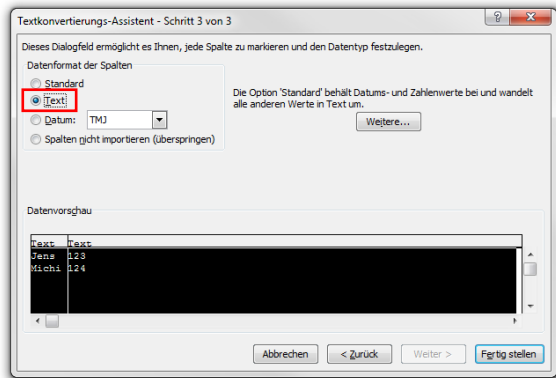 Textkonvertierungs-Assistent - Schritt 3 von 3
Dieses Dialogfeld ermöglicht es Ihnen, jede Spalte zu markieren und den Datentyp festzulegen.
Datenformat der Spalten
Standard
Text
Datum: TMJ
Spalten nicht importieren (überspringen)
Die Option 'Standard' behält Datums- und Zahlenwerte bei und wandelt
alle anderen Werte in Text um.
Weitere...
Datenvorschau
Text Text
Jens 123
Michi 124
Abbrechen < Zurück Weiter > Fertig stellen